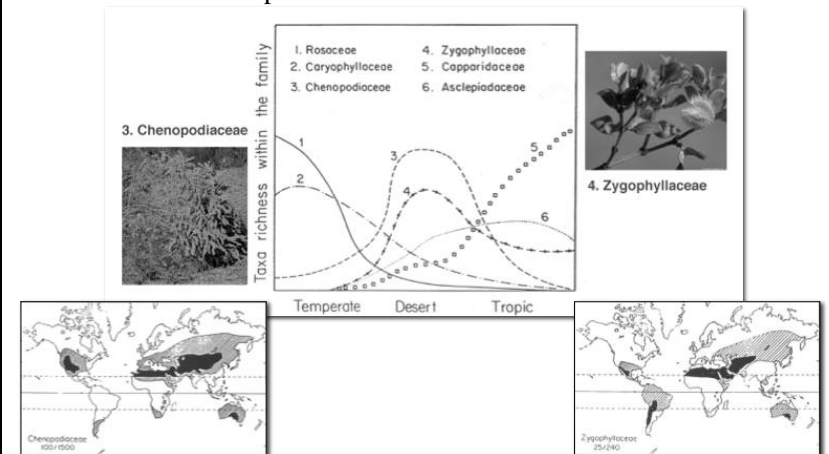 1. Rosaceae
2. Caryophyllaceae
3. Chenopodiaceae
4. Zygophyllaceae
5. Capparidaceae
6. Asclepiadaceae
Taxa richness within the family
3. Chenopodiaceae
4. Zygophyllaceae
1
2
3
4
5
6
Temperate Desert Tropic
Chenopodiaceae
100/1500
Zygophyllaceae
25/240